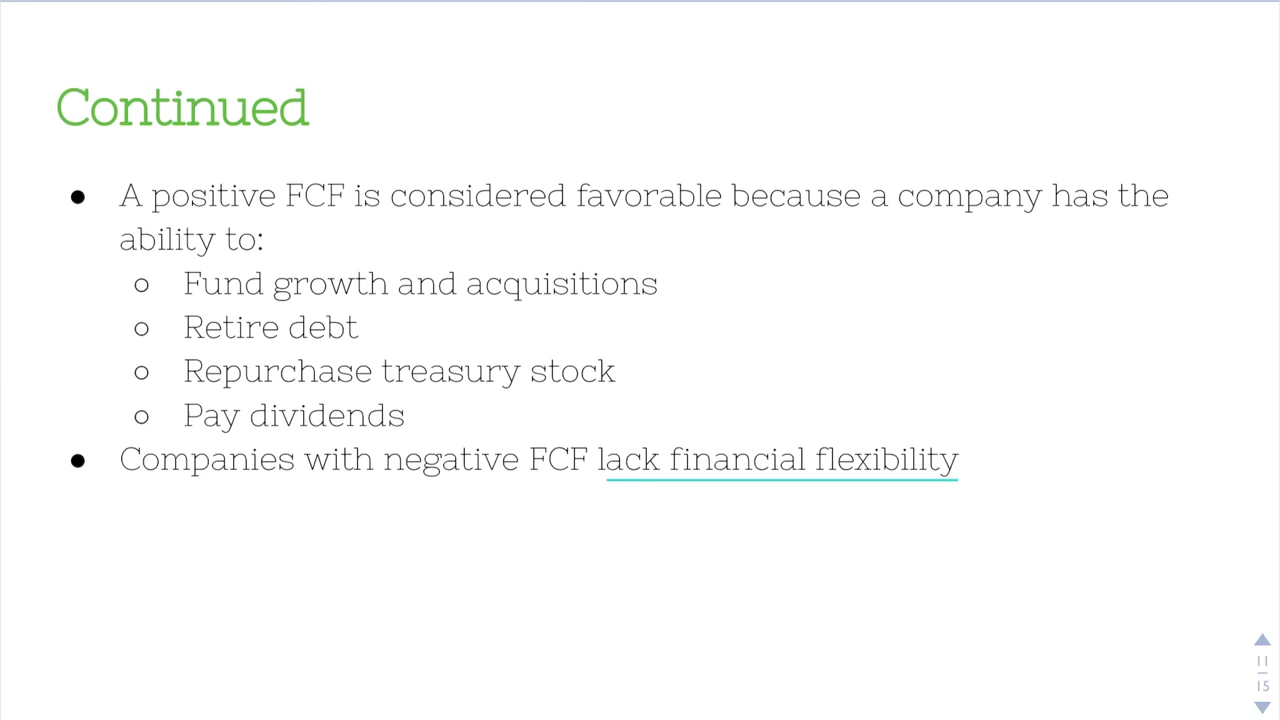 Continued
● A positive FCF is considered favorable because a company has the
ability to:
○ Fund growth and acquisitions
○ Retire debt
○ Repurchase treasury stock
○ Pay dividends
● Companies with negative FCF lack financial flexibility
11
15